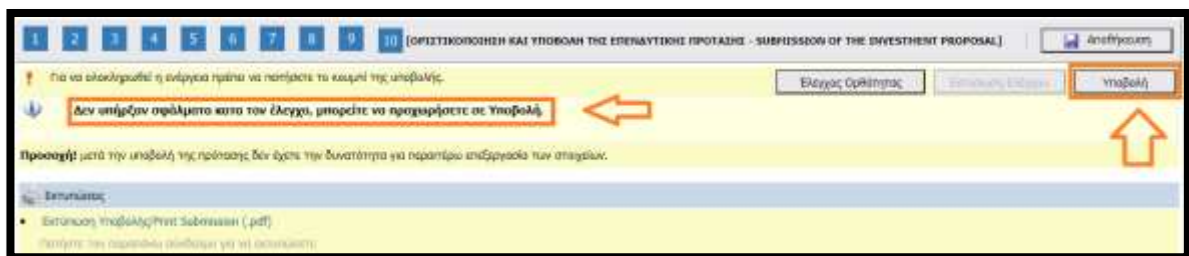 1 2 3 4 5 6 7 8 9 10 [ΟΡΙΣΤΙΚΟΠΟΙΗΣΗ ΚΑΙ ΥΠΟΒΟΛΗ ΤΗΣ ΕΠΕΝΔΥΤΙΚΗΣ ΠΡΟΤΑΣΗΣ - SUBMISSION OF THE INVESTMENT PROPOSAL] Αποθήκευση
Για να ολοκληρωθεί η ενέργεια πρέπει να πατήσετε το κουμπί της υποβολής. Έλεγχος Ορθότητας Εκτύπωση Ελέγχου Υποβολή
Δεν υπήρξαν σφάλματα κατα τον έλεγχο, μπορείτε να προχωρήσετε σε Υποβολή.
Προσοχή! μετά την υποβολή της πρότασης δεν έχετε την δυνατότητα για περαιτέρω επεξεργασία των στοιχείων.
Εκτυπώσεις
• Εκτύπωση Υποβολής/Print Submission (.pdf)
Πατήστε τον παραπάνω σύνδεσμο για να εκτυπώσετε